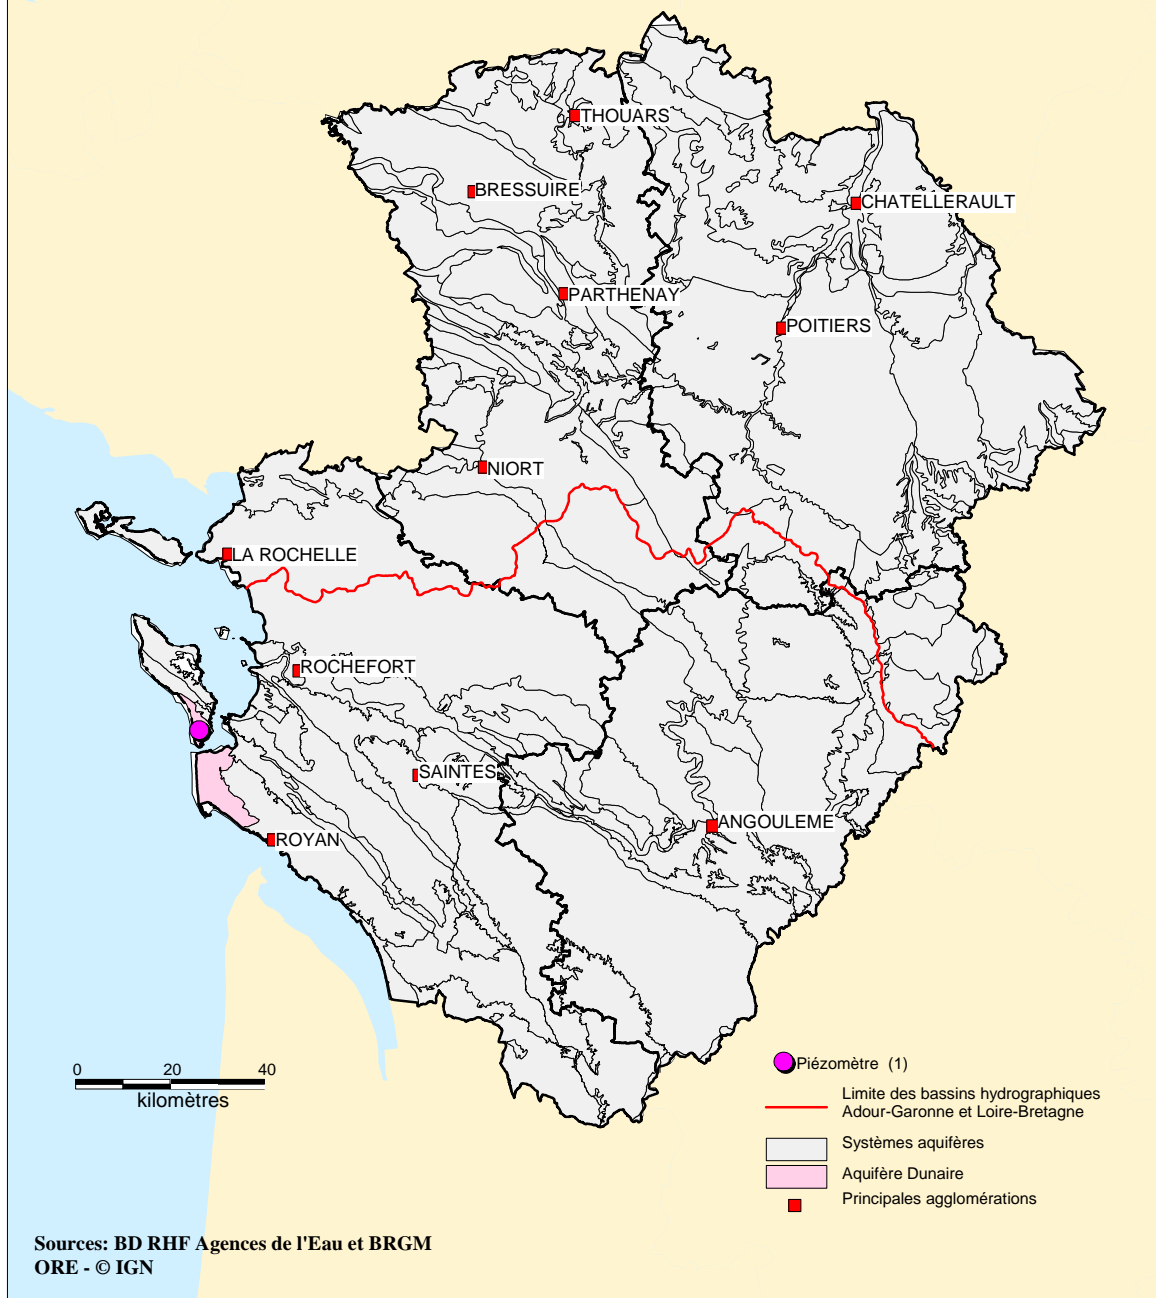 THOUARS
BRESSUIRE
CHATELLERAULT
PARTHENAY
POITIERS
NIORT
LA ROCHELLE
ROCHEFORT
SAINTES
ANGOULEME
ROYAN
0 20 40
kilomètres
Piézomètre (1)
Limite des bassins hydrographiques
Adour-Garonne et Loire-Bretagne
Systèmes aquifères
Aquifère Dunaire
Principales agglomérations
Sources: BD RHF Agences de l'Eau et BRGM
ORE - © IGN